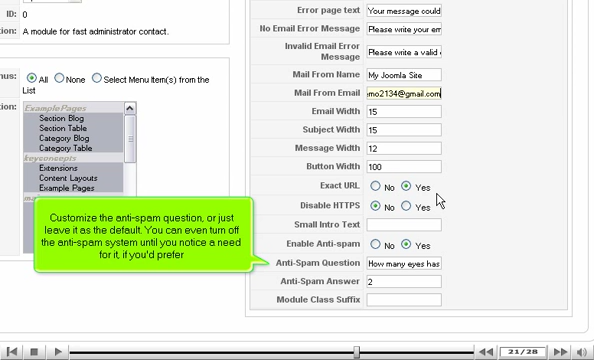 ID: 0
A module for fast administrator contact.
All None Select Menu Item(s) from the
List
Example Pages
Section Blog
Section Table
Category Blog
Category Table
keyconcepts
Extensions
Content Layouts
Example Pages
Customize the anti-spam question, or just
leave it as the default. You can even turn off
the anti-spam system until you notice a need
for it, if you'd prefer
Error page text Your message could
No Email Error Message Please write your em
Invalid Email Error
Message Please write a valid
Mail From Name My Joomla Site
Mail From Email mo2134@gmail.com
Email Width 15
Subject Width 15
Message Width 12
Button Width 100
Exact URL No Yes
Disable HTTPS No Yes
Small Intro Text
Enable Anti-spam No Yes
Anti-Spam Question How many eyes has
Anti-Spam Answer 2
Module Class Suffix
21/28